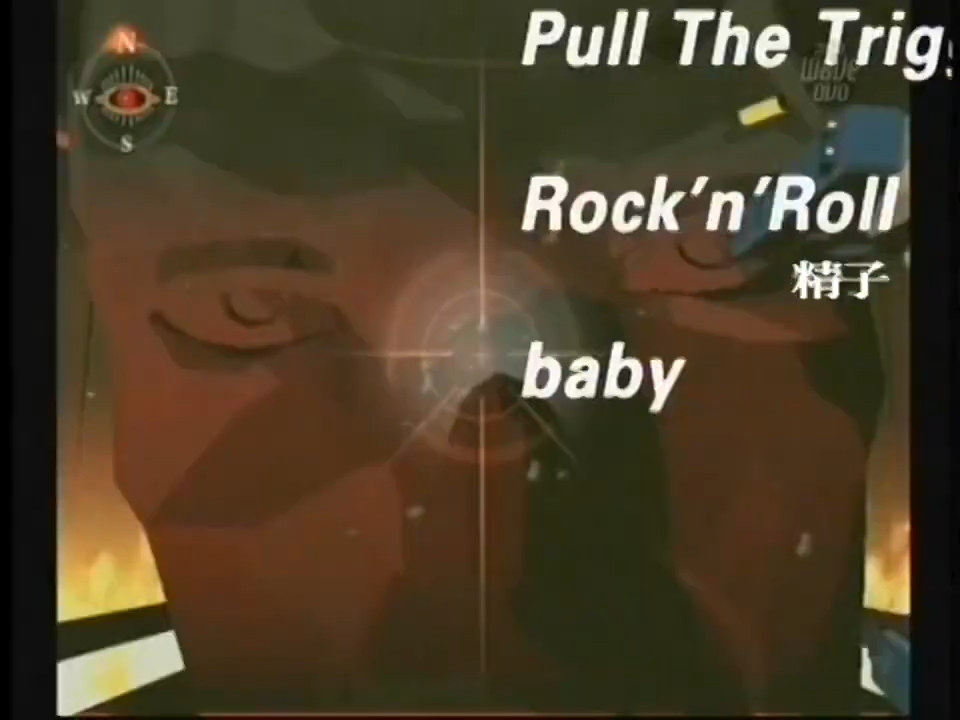 Pull The Trig
N
W E
S
Rock'n'Roll
精子
baby